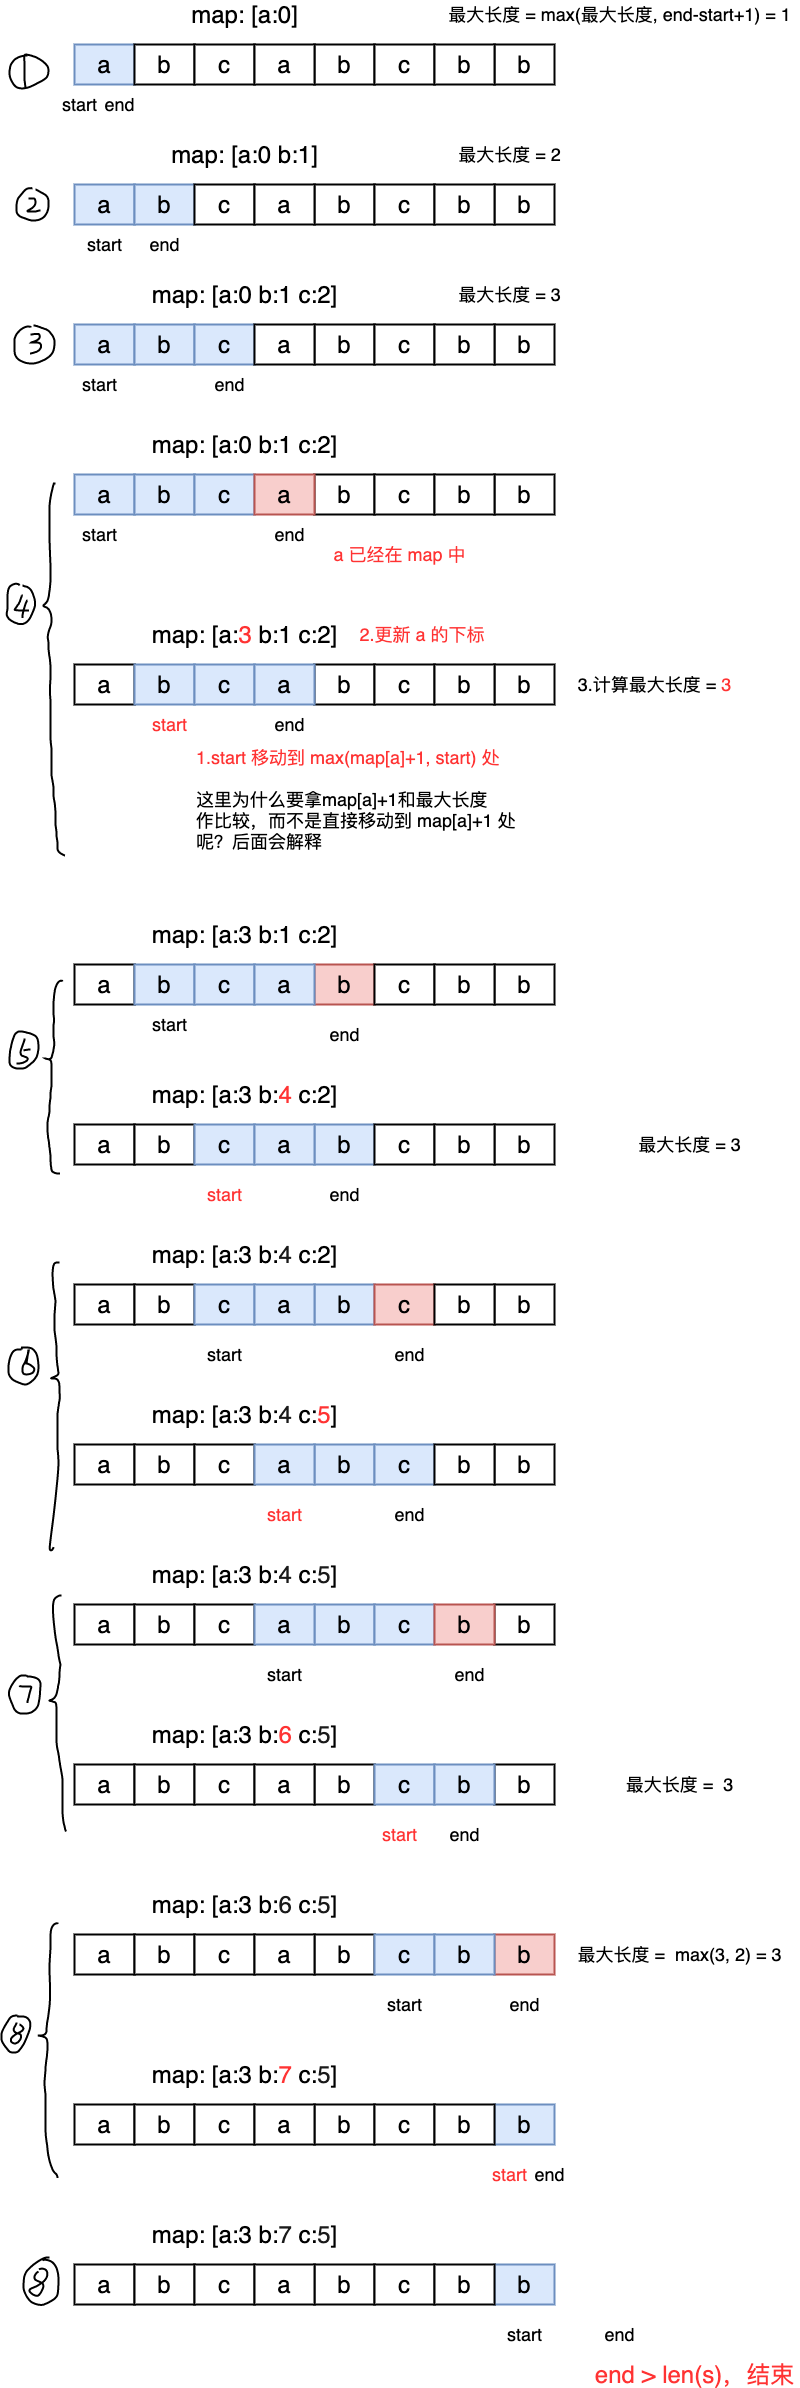 map: [a:0]
最大长度 = max(最大长度, end-start+1) = 1
①
a b c a b c b b
start end
map: [a:0 b:1]
最大长度 = 2
②
a b c a b c b b
start end
map: [a:0 b:1 c:2]
最大长度 = 3
③
a b c a b c b b
start end
map: [a:0 b:1 c:2]
a b c a b c b b
start end
a 已经在 map 中
④
map: [a:3 b:1 c:2]
2.更新 a 的下标
a b c a b c b b
3.计算最大长度 = 3
start end
1.start 移动到 max(map[a]+1, start) 处
这里为什么要拿map[a]+1和最大长度
作比较，而不是直接移动到 map[a]+1 处
呢？后面会解释
map: [a:3 b:1 c:2]
a b c a b c b b
start end
⑤
map: [a:3 b:4 c:2]
a b c a b c b b
最大长度 = 3
start end
map: [a:3 b:4 c:2]
a b c a b c b b
start end
⑥
map: [a:3 b:4 c:5]
a b c a b c b b
start end
map: [a:3 b:4 c:5]
a b c a b c b b
start end
⑦
map: [a:3 b:6 c:5]
a b c a b c b b
最大长度 = 3
start end
map: [a:3 b:6 c:5]
a b c a b c b b
最大长度 = max(3, 2) = 3
start end
⑧
map: [a:3 b:7 c:5]
a b c a b c b b
start end
map: [a:3 b:7 c:5]
⑧
a b c a b c b b
start end
end > len(s)，结束